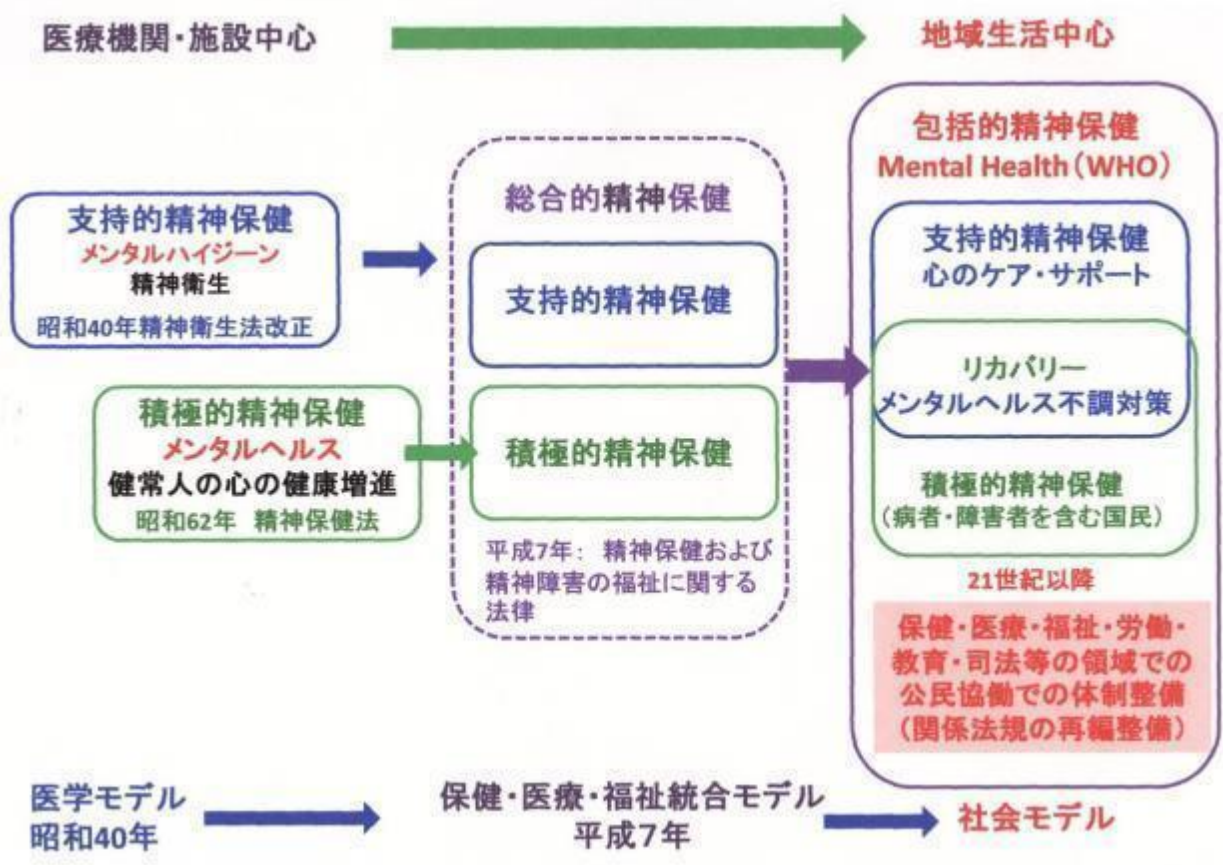 医療機関・施設中心
地域生活中心
支持的精神保健
メンタルハイジーン
精神衛生
昭和40年精神衛生法改正
積極的精神保健
メンタルヘルス
健常人の心の健康増進
昭和62年 精神保健法
総合的精神保健
支持的精神保健
積極的精神保健
平成7年： 精神保健および
精神障害の福祉に関する
法律
包括的精神保健
Mental Health（WHO）
支持的精神保健
心のケア・サポート
リカバリー
メンタルヘルス不調対策
積極的精神保健
（病者・障害者を含む国民）
21世紀以降
保健・医療・福祉・労働・
教育・司法等の領域での
公民協働での体制整備
（関係法規の再編整備）
医学モデル
昭和40年
保健・医療・福祉統合モデル
平成7年
社会モデル